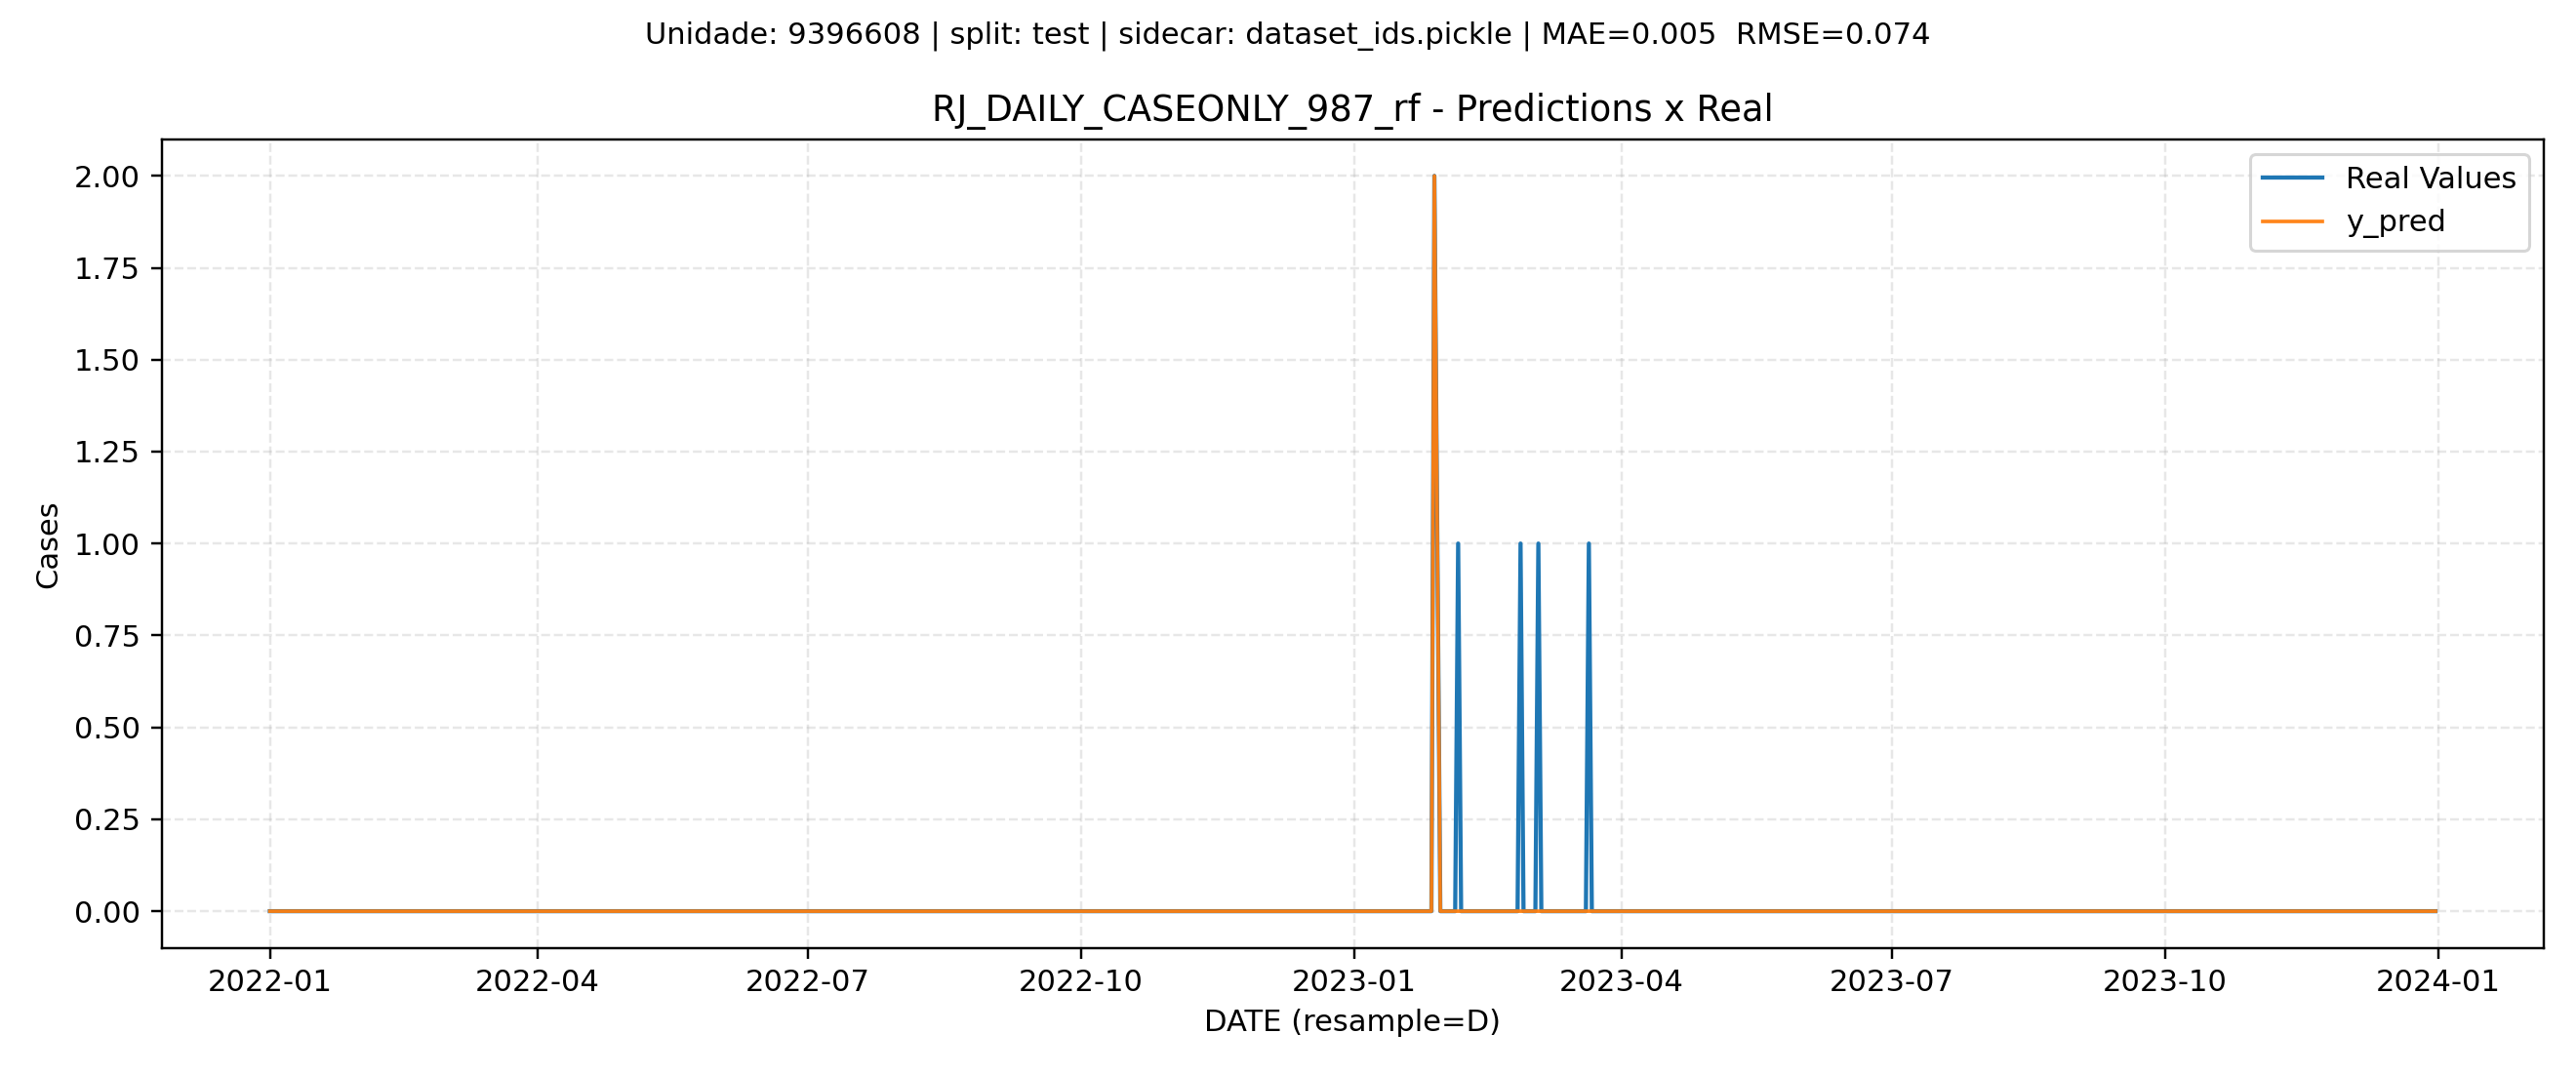 Unidade: 9396608 | split: test | sidecar: dataset_ids.pickle | MAE=0.005  RMSE=0.074
RJ_DAILY_CASEONLY_987_rf - Predictions x Real
Real Values
y_pred
2.00
1.75
1.50
1.25
1.00
0.75
0.50
0.25
0.00
Cases
2022-01 2022-04 2022-07 2022-10 2023-01 2023-04 2023-07 2023-10 2024-01
DATE (resample=D)